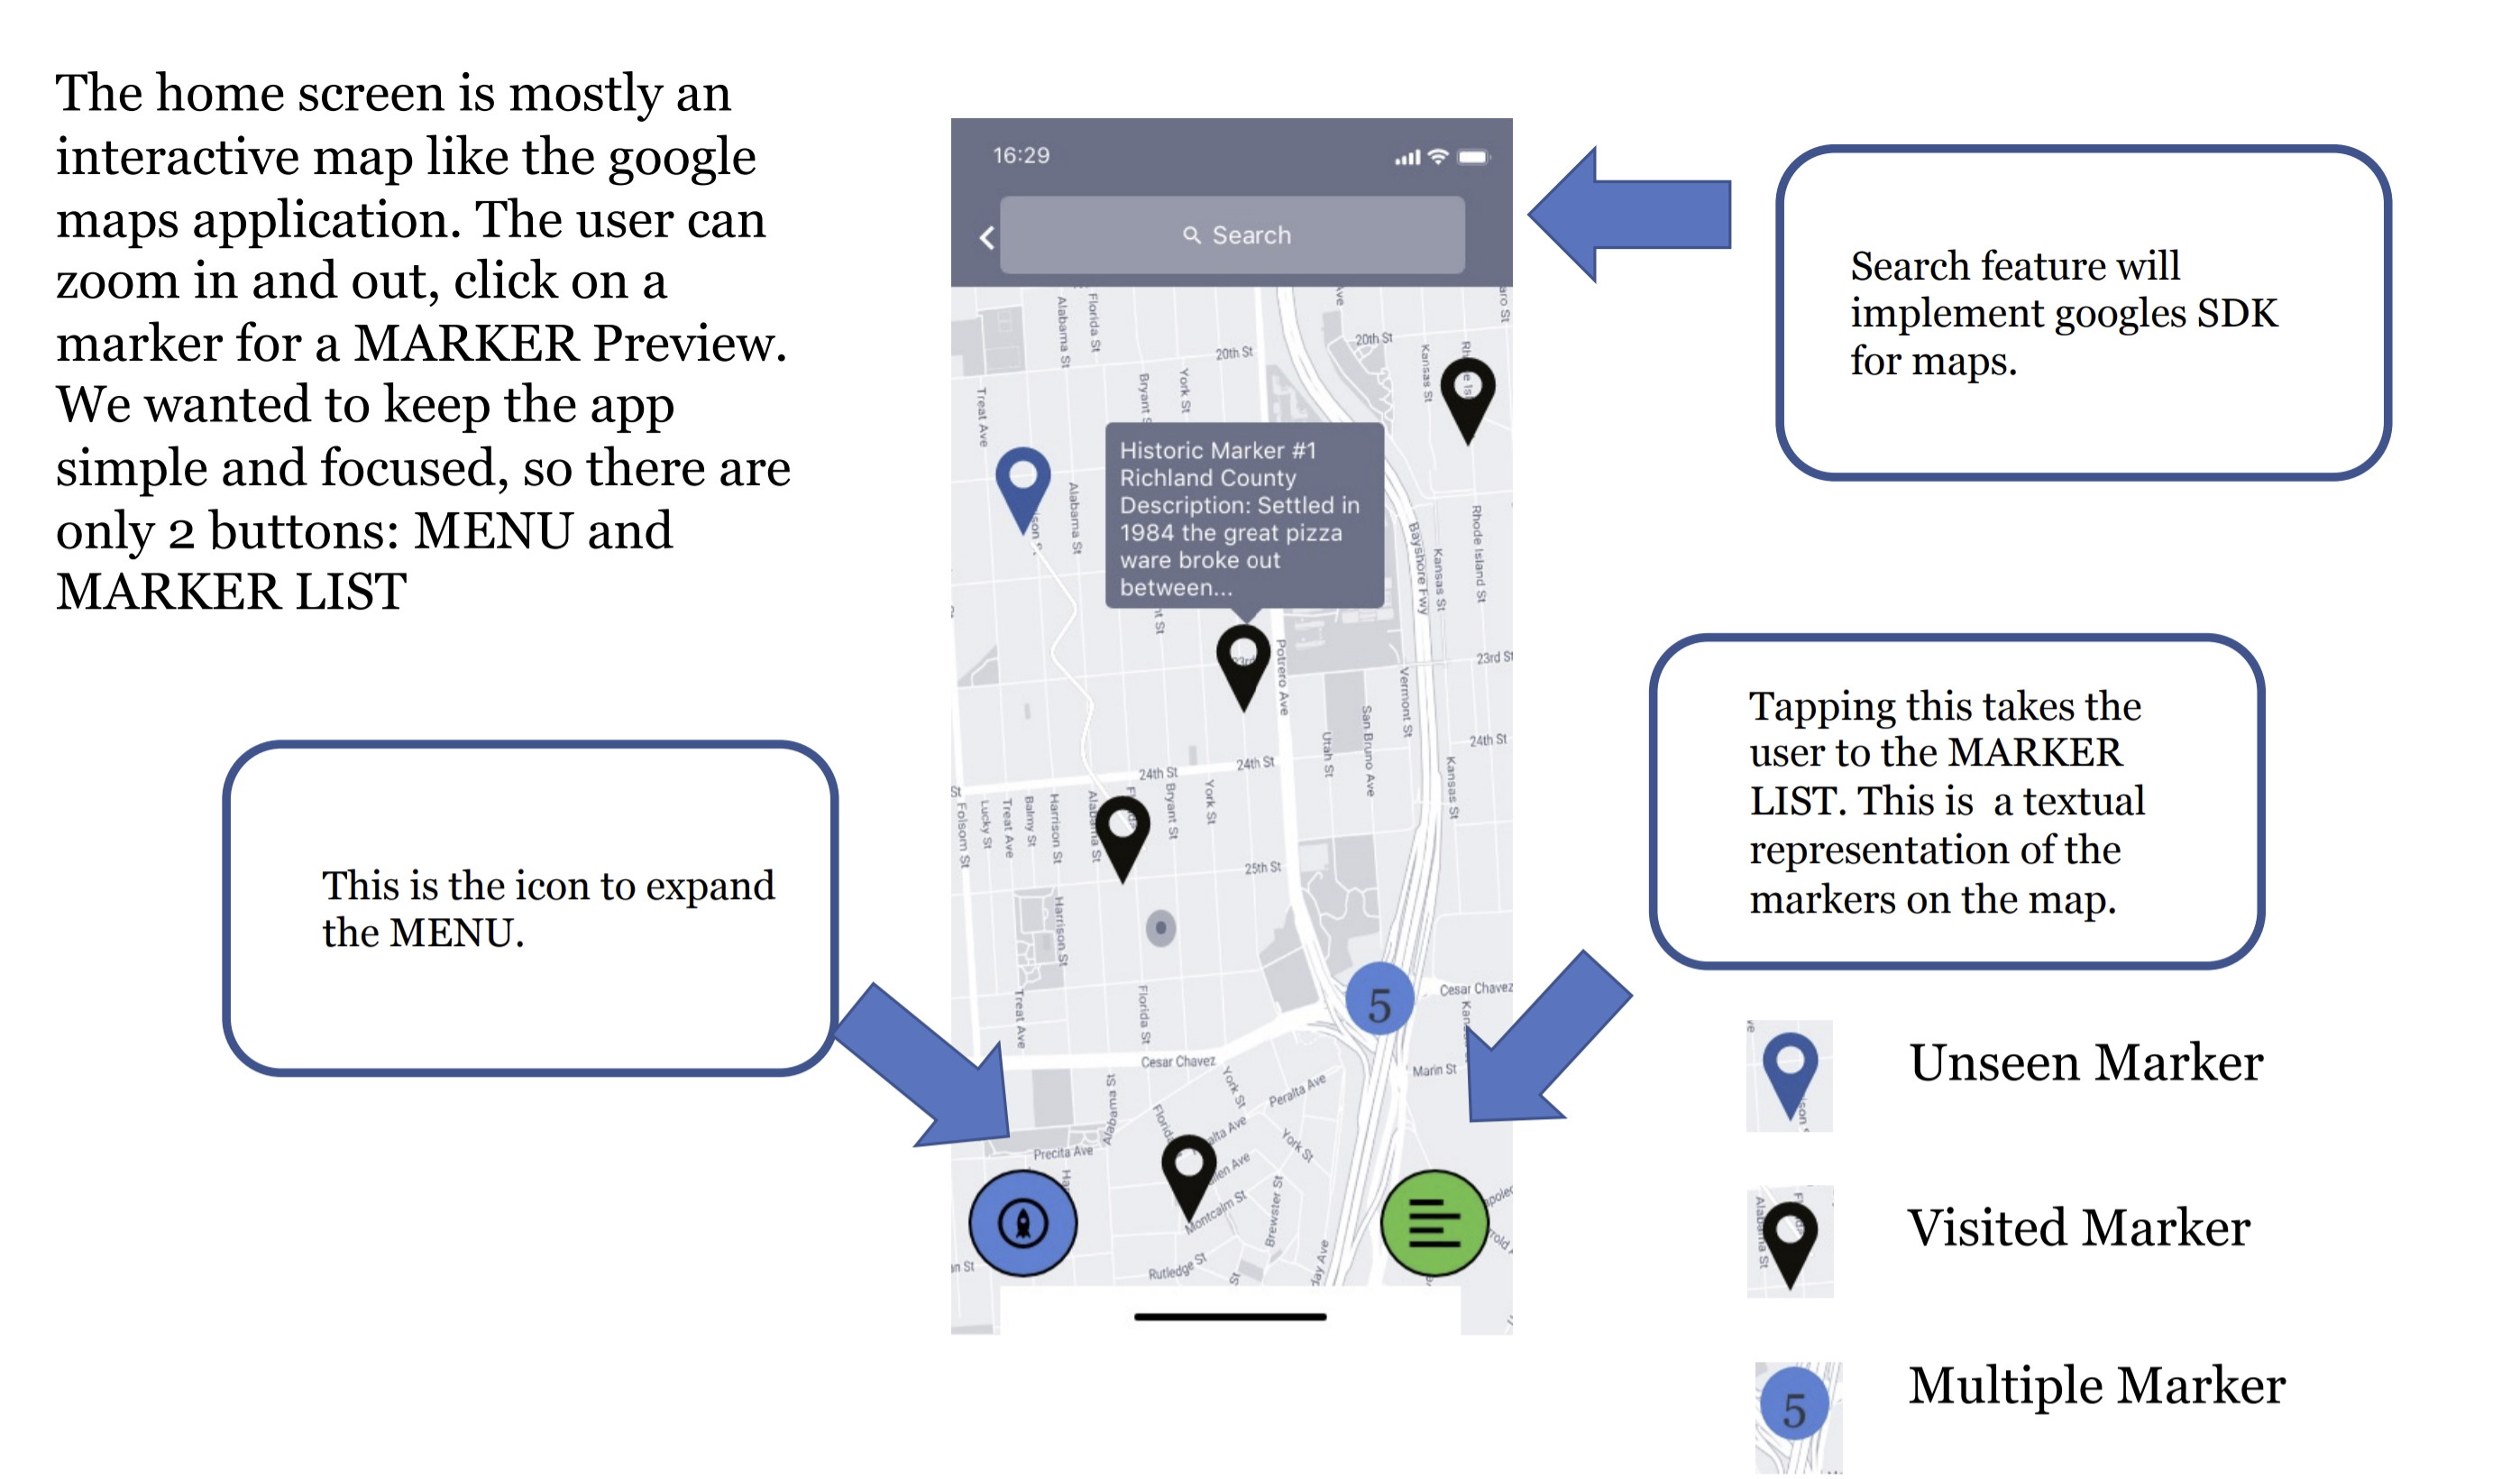 The home screen is mostly an
interactive map like the google
maps application. The user can
zoom in and out, click on a
marker for a MARKER Preview.
We wanted to keep the app
simple and focused, so there are
only 2 buttons: MENU and
MARKER LIST
This is the icon to expand
the MENU.
16:29
Search
Alabama St
Florida St
Ave
20th St
20th St
Kansas St
Treat Ave
Bryant
York St
Historic Marker #1
Richland County
Description: Settled in
1984 the great pizza
ware broke out
between...
Alabama St
Bayshore Fwy
Kansas St
Rhode Island St
23rd St
Potrero Ave
Vermont St
San Bruno Ave
Utah St
24th St
24th St
24th St
Kansas St
St
Folsom St
Lucky St
Treat Ave
Balmy St
Harrison St
Alabama St
Bryant St
York St
25th St
Harrison St
Treat Ave
Florida St
5
Cesar Chavez
Cesar Chavez
Marin St
Alabama St
Florida
York St
Peralta Ave
York St
Precita Ave
Montcalm St
Brewster St
Rutledge St
St
Search feature will
implement googles SDK
for maps.
Tapping this takes the
user to the MARKER
LIST. This is  a textual
representation of the
markers on the map.
Unseen Marker
Alabama St
Visited Marker
5
Multiple Marker